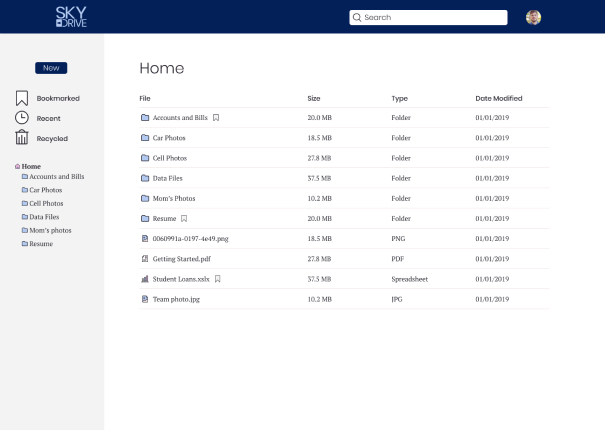 SKY
DRIVE
Search
New
Bookmarked
Recent
Recycled
Home
Accounts and Bills
Car Photos
Cell Photos
Data Files
Mom's photos
Resume
Home
File Size Type Date Modified
Accounts and Bills 20.0 MB Folder 01/01/2019
Car Photos 18.5 MB Folder 01/01/2019
Cell Photos 27.8 MB Folder 01/01/2019
Data Files 37.5 MB Folder 01/01/2019
Mom's Photos 10.2 MB Folder 01/01/2019
Resume 20.0 MB Folder 01/01/2019
0060991a-0197-4e49.png 18.5 MB PNG 01/01/2019
Getting Started.pdf 27.8 MB PDF 01/01/2019
Student Loans.xslx 37.5 MB Spreadsheet 01/01/2019
Team photo.jpg 10.2 MB JPG 01/01/2019